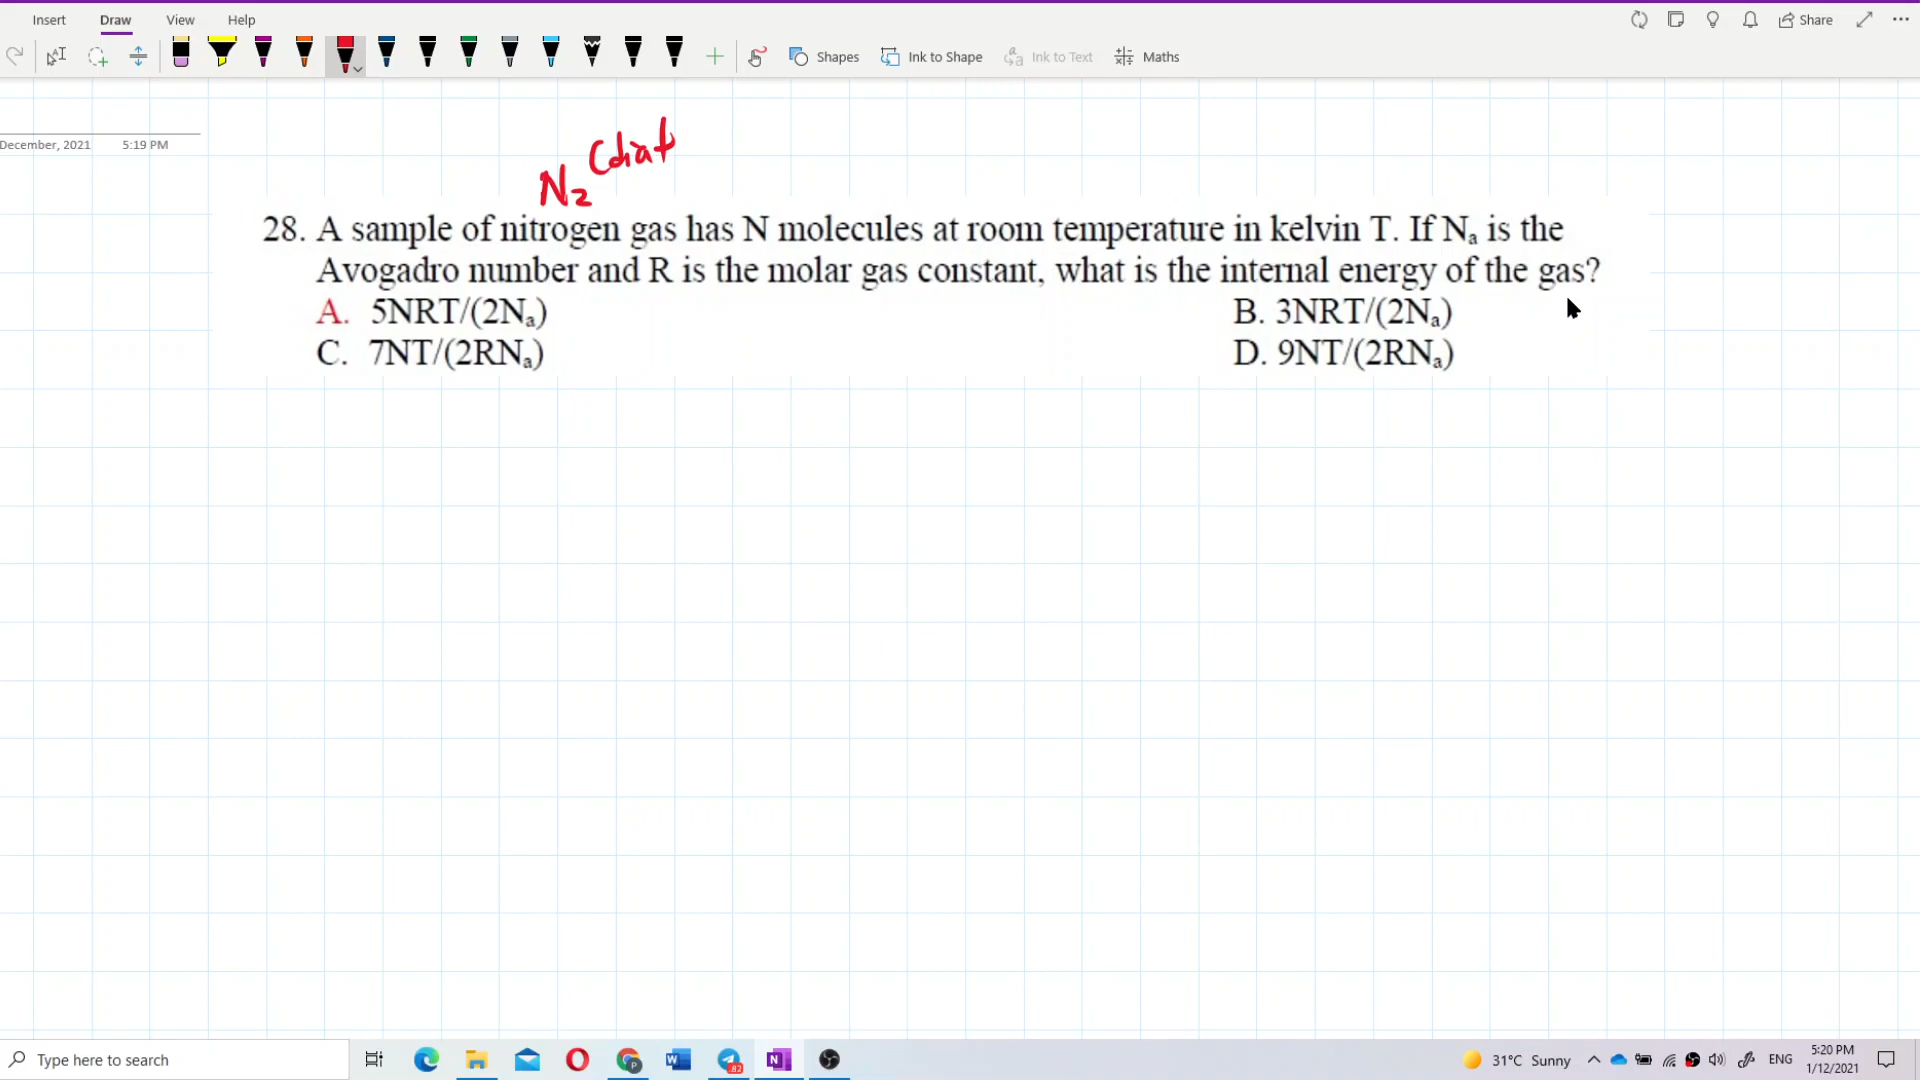 Insert Draw View Help
Share
Shapes Ink to Shape Ink to Text Maths
December, 2021 5:19 PM
(diat
N₂
28. A sample of nitrogen gas has N molecules at room temperature in kelvin T. If Nₐ is the
Avogadro number and R is the molar gas constant, what is the internal energy of the gas?
A. 5NRT/(2Nₐ) B. 3NRT/(2Nₐ)
C. 7NT/(2RNₐ) D. 9NT/(2RNₐ)
Type here to search 82 31°C Sunny ENG 5:20 PM
1/12/2021